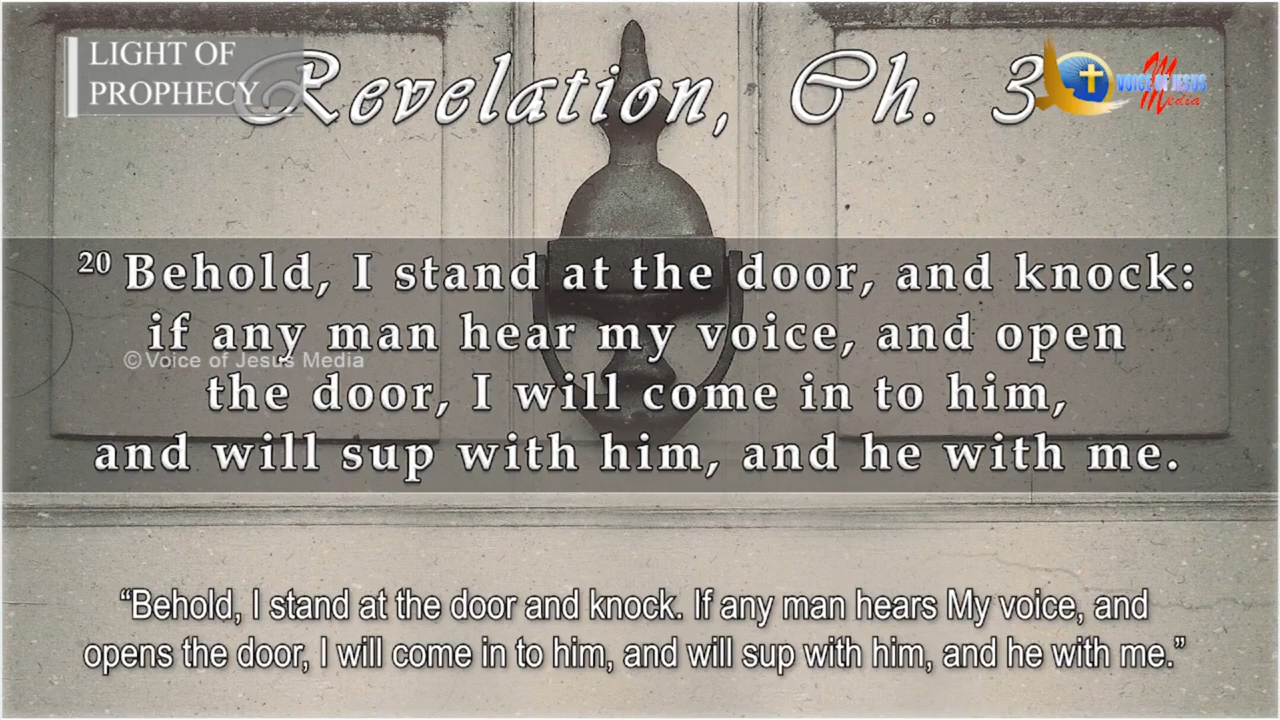 LIGHT OF
PROPHECY
Revelation, Ch. 3
VOICE OF JESUS
Media
20 Behold, I stand at the door, and knock:
if any man hear my voice, and open
©Voice of Jesus Media
the door, I will come in to him,
and will sup with him, and he with me.
“Behold, I stand at the door and knock. If any man hears My voice, and
opens the door, I will come in to him, and will sup with him, and he with me.”